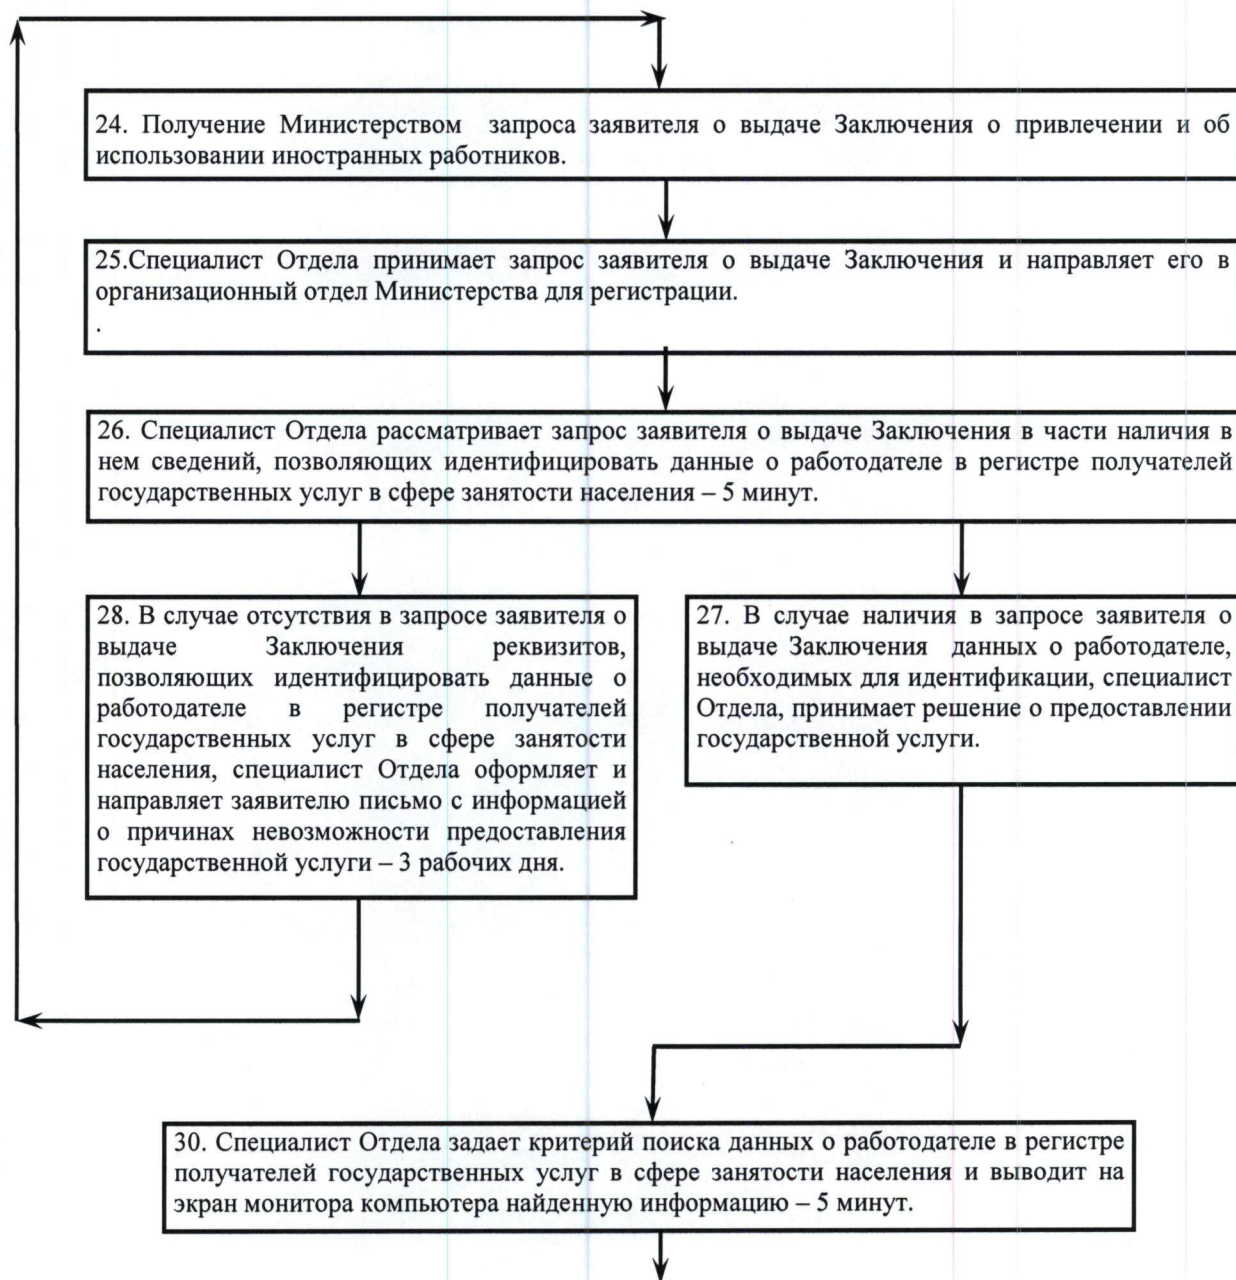 24. Получение Министерством запроса заявителя о выдаче Заключения о привлечении и об
использовании иностранных работников.
25.Специалист Отдела принимает запрос заявителя о выдаче Заключения и направляет его в
организационный отдел Министерства для регистрации.
.
26. Специалист Отдела рассматривает запрос заявителя о выдаче Заключения в части наличия в
нем сведений, позволяющих идентифицировать данные о работодателе в регистре получателей
государственных услуг в сфере занятости населения – 5 минут.
28. В случае отсутствия в запросе заявителя о
выдаче Заключения реквизитов,
позволяющих идентифицировать данные о
работодателе в регистре получателей
государственных услуг в сфере занятости
населения, специалист Отдела оформляет и
направляет заявителю письмо с информацией
о причинах невозможности предоставления
государственной услуги – 3 рабочих дня.
27. В случае наличия в запросе заявителя о
выдаче Заключения данных о работодателе,
необходимых для идентификации, специалист
Отдела, принимает решение о предоставлении
государственной услуги.
30. Специалист Отдела задает критерий поиска данных о работодателе в регистре
получателей государственных услуг в сфере занятости населения и выводит на
экран монитора компьютера найденную информацию – 5 минут.